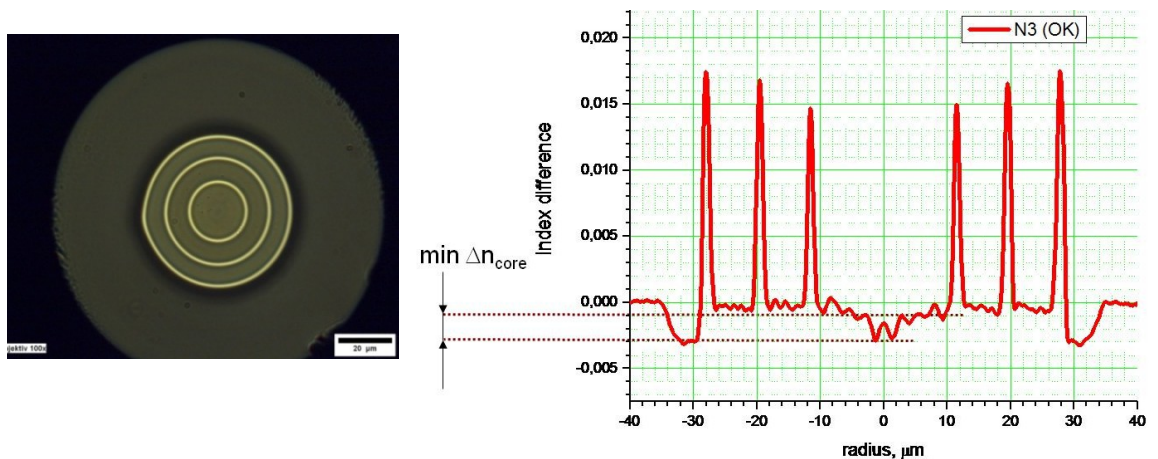 jektiv 100x
20 µm
min Δn_core
Index difference
N3 (OK)
0,020
0,015
0,010
0,005
0,000
-0,005
-40 -30 -20 -10 0 10 20 30 40
radius, µm